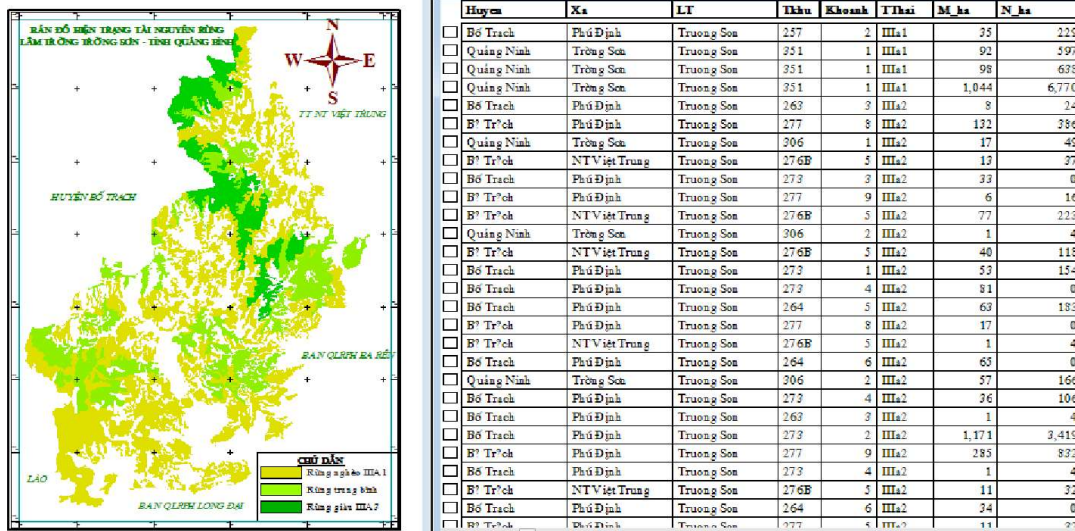 BẢN ĐỒ HIỆN TRẠNG TÀI NGUYÊN RỪNG
LÂM TRỜNG TRỜNG SƠN - TỈNH QUẢNG BÌNH
N
W E
S
TT NT VIỆT TRUNG
HUYỆN BỐ TRẠCH
BAN QLRPH BA RỀN
LÀO
BAN QLRPH LONG ĐẠI
CHÚ DẪN
Rừng nghèo IIIA1
Rừng trung bình
Rừng giàu IIIA3
Huyen Xa LT Tkhu Khoanh TThai M_ha N_ha
Bố Trach Phú Định Truong Son 257 2 IIIa1 35 229
Quảng Ninh Trờng Sơn Truong Son 351 1 IIIa1 92 597
Quảng Ninh Trờng Sơn Truong Son 351 1 IIIa1 98 635
Quảng Ninh Trờng Sơn Truong Son 351 1 IIIa1 1,044 6,770
Bố Trach Phú Định Truong Son 263 3 IIIa2 8 24
B? Tr?ch Phú Định Truong Son 277 8 IIIa2 132 386
Quảng Ninh Trờng Sơn Truong Son 306 1 IIIa2 17 49
B? Tr?ch NT Việt Trung Truong Son 276B 5 IIIa2 13 37
Bố Trach Phú Định Truong Son 273 3 IIIa2 33 0
B? Tr?ch Phú Định Truong Son 277 9 IIIa2 6 16
B? Tr?ch NT Việt Trung Truong Son 276B 5 IIIa2 77 223
Quảng Ninh Trờng Sơn Truong Son 306 2 IIIa2 1 4
B? Tr?ch NT Việt Trung Truong Son 276B 5 IIIa2 40 118
Bố Trach Phú Định Truong Son 273 1 IIIa2 53 154
Bố Trach Phú Định Truong Son 273 4 IIIa2 81 0
Bố Trach Phú Định Truong Son 264 5 IIIa2 63 183
B? Tr?ch Phú Định Truong Son 277 8 IIIa2 17 0
B? Tr?ch NT Việt Trung Truong Son 276B 5 IIIa2 1 4
Bố Trach Phú Định Truong Son 264 6 IIIa2 65 0
Quảng Ninh Trờng Sơn Truong Son 306 2 IIIa2 57 166
Bố Trach Phú Định Truong Son 273 4 IIIa2 36 106
Bố Trach Phú Định Truong Son 263 3 IIIa2 1 4
Bố Trach Phú Định Truong Son 273 2 IIIa2 1,171 3,419
B? Tr?ch Phú Định Truong Son 277 9 IIIa2 285 832
Bố Trach Phú Định Truong Son 273 4 IIIa2 1 4
B? Tr?ch NT Việt Trung Truong Son 276B 5 IIIa2 11 32
Bố Trach Phú Định Truong Son 264 6 IIIa2 34 0
B? Tr?ch Phú Định Truong Son 277 5 IIIa2 11